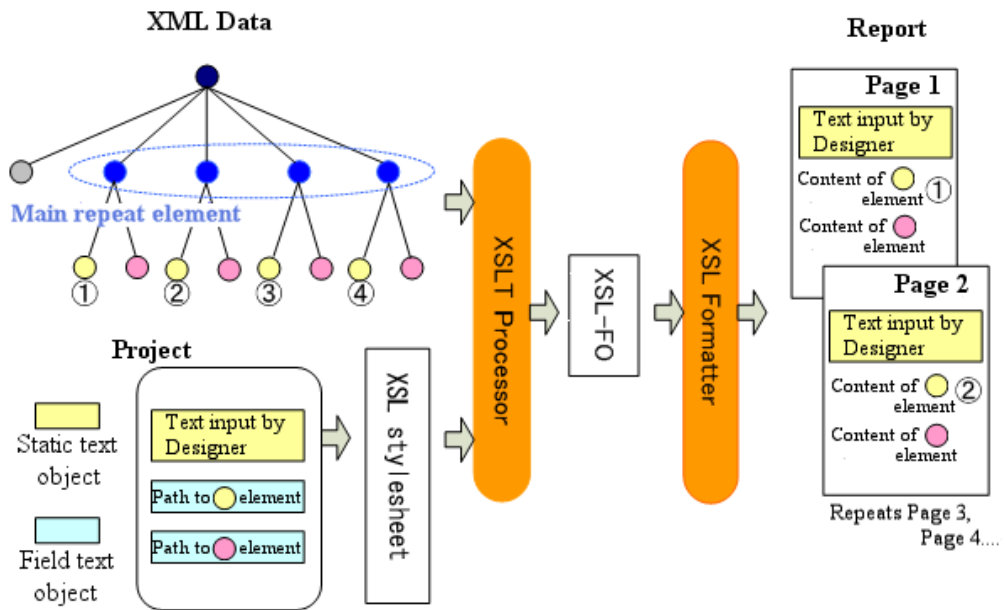 XML Data
Main repeat element
① ② ③ ④
Project
Static text
object
Field text
object
Text input by
Designer
Path to element
Path to element
XSL stylesheet
XSLT Processor
XSL-FO
XSL Formatter
Report
Page 1
Text input by
Designer
Content of
element ①
Content of
element
Page 2
Text input by
Designer
Content of
element ②
Content of
element
Repeats Page 3,
Page 4....